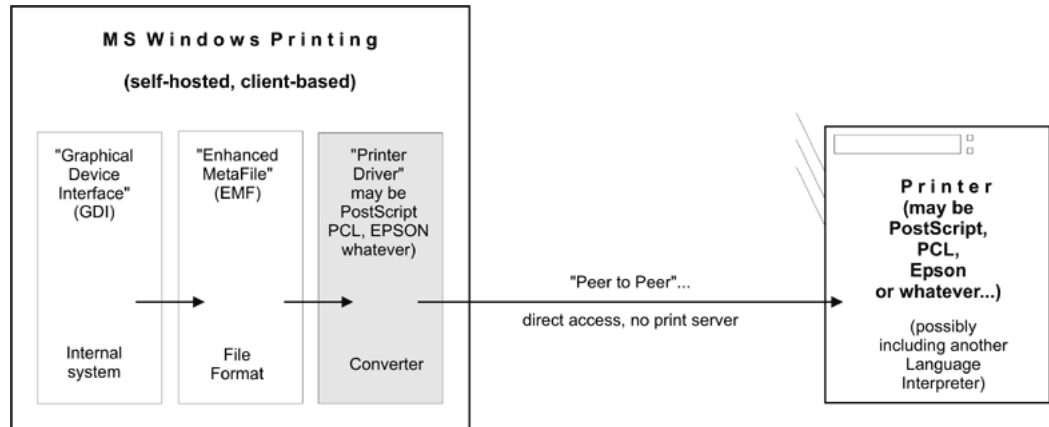 MS Windows Printing
(self-hosted, client-based)
"Graphical
Device
Interface"
(GDI)
Internal
system
"Enhanced
MetaFile"
(EMF)
File
Format
"Printer
Driver"
may be
PostScript
PCL, EPSON
whatever)
Converter
"Peer to Peer"...
direct access, no print server
Printer
(may be
PostScript,
PCL,
Epson
or whatever...)
(possibly
including another
Language
Interpreter)